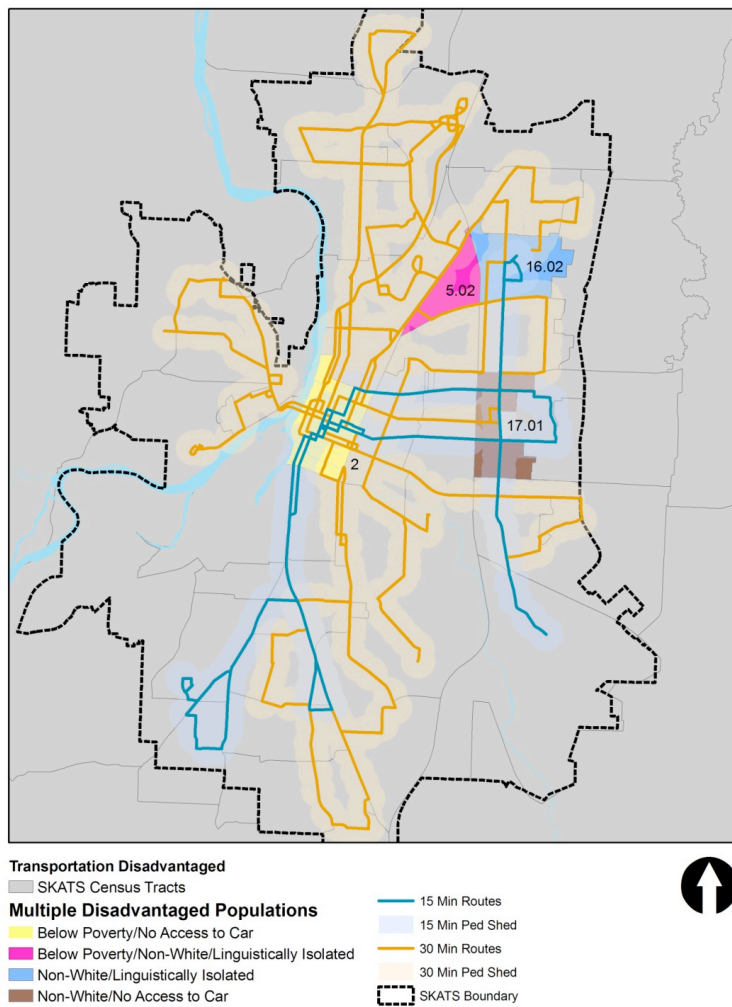 16.02
5.02
17.01
2
Transportation Disadvantaged
SKATS Census Tracts
Multiple Disadvantaged Populations
Below Poverty/No Access to Car
Below Poverty/Non-White/Linguistically Isolated
Non-White/Linguistically Isolated
Non-White/No Access to Car
15 Min Routes
15 Min Ped Shed
30 Min Routes
30 Min Ped Shed
SKATS Boundary